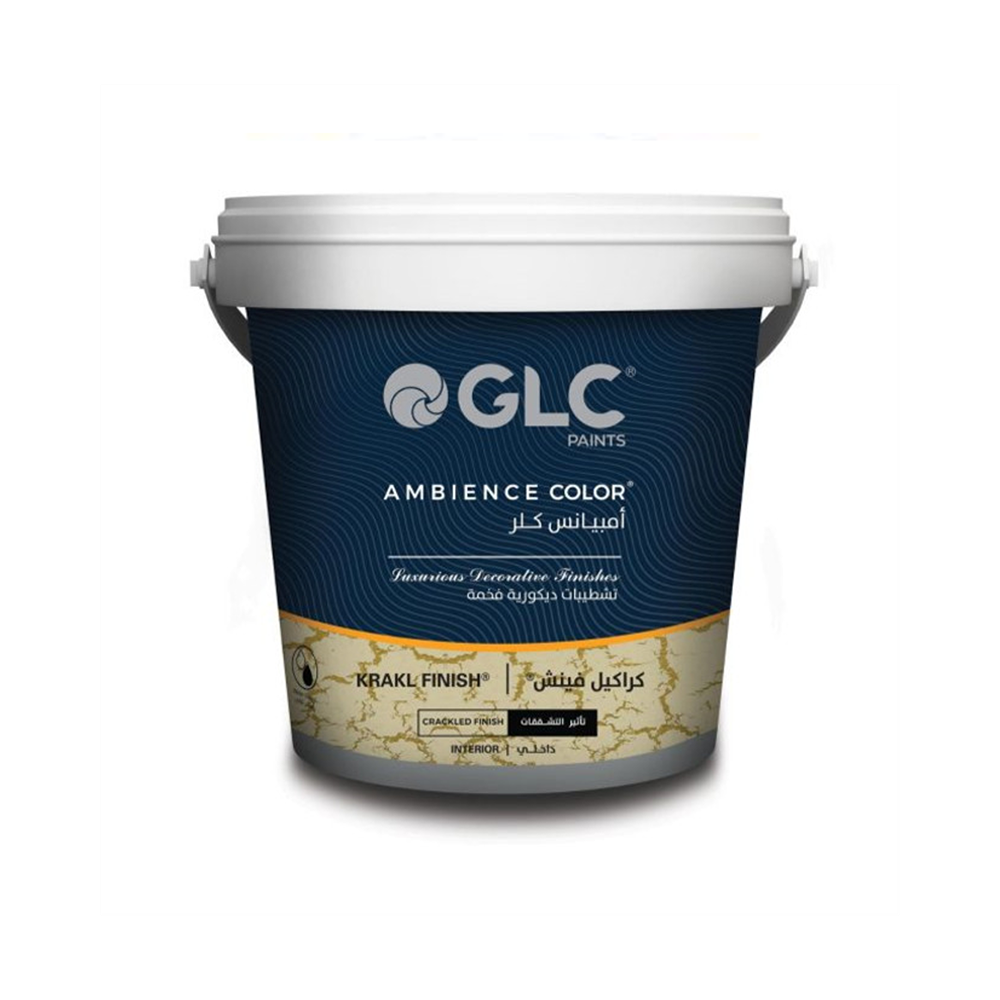 GLC®
PAINTS
AMBIENCE COLOR®
أمبيانس كلر
Luxurious Decorative Finishes
تشطيبات ديكورية فخمة
KRAKL FINISH® | كراكيل فينش®
CRACKLED FINISH تأثير التشققات
INTERIOR | داخلي